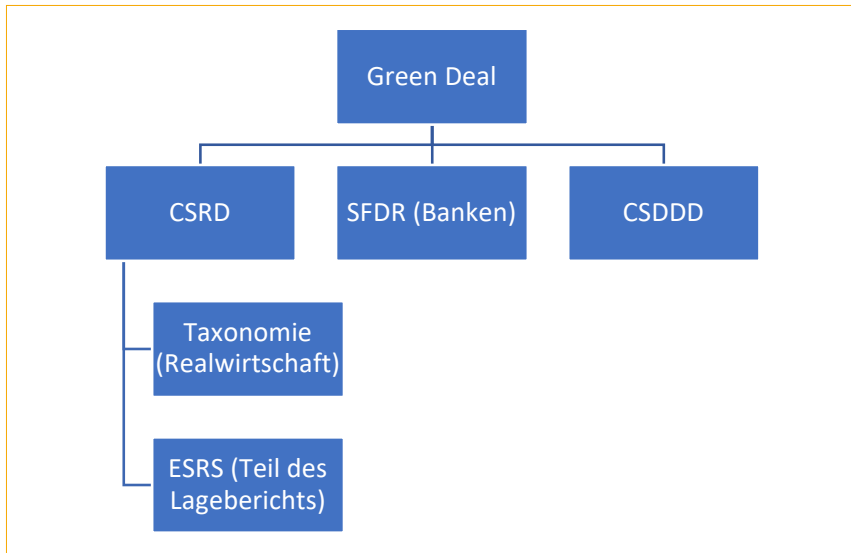 Green Deal
CSRD
SFDR (Banken)
CSDDD
Taxonomie
(Realwirtschaft)
ESRS (Teil des
Lageberichts)